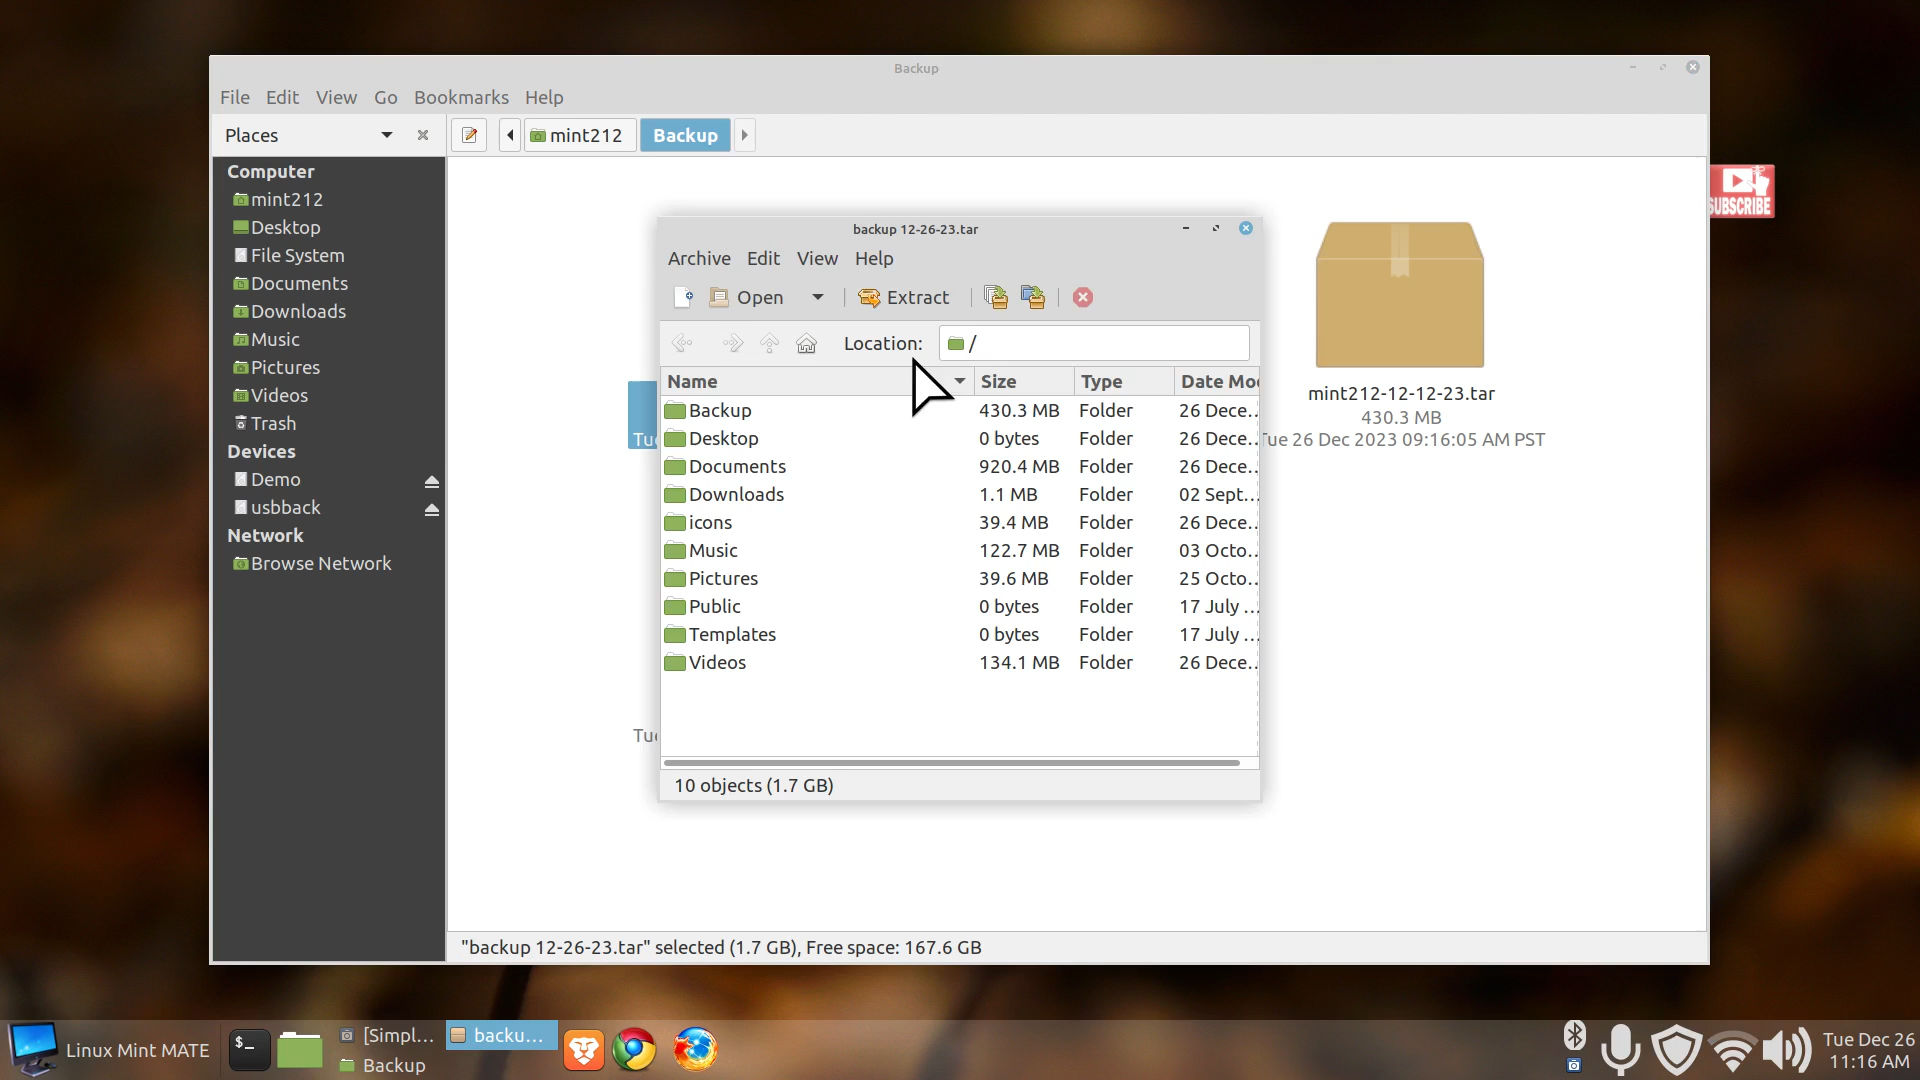 Backup
File Edit View Go Bookmarks Help
Places
mint212 Backup
Computer
mint212
Desktop
File System
Documents
Downloads
Music
Pictures
Videos
Trash
Devices
Demo
usbback
Network
Browse Network
SUBSCRIBE
mint212-12-12-23.tar
430.3 MB
Tue 26 Dec 2023 09:16:05 AM PST
Tue
Tue
backup 12-26-23.tar
Archive Edit View Help
Open Extract
Location: /
Name Size Type Date Mo
Backup 430.3 MB Folder 26 Dece…
Desktop 0 bytes Folder 26 Dece…
Documents 920.4 MB Folder 26 Dece…
Downloads 1.1 MB Folder 02 Sept…
icons 39.4 MB Folder 26 Dece…
Music 122.7 MB Folder 03 Octo…
Pictures 39.6 MB Folder 25 Octo…
Public 0 bytes Folder 17 July …
Templates 0 bytes Folder 17 July …
Videos 134.1 MB Folder 26 Dece…
10 objects (1.7 GB)
"backup 12-26-23.tar" selected (1.7 GB), Free space: 167.6 GB
Linux Mint MATE
$_
[Simpl…
Backup
backu…
Tue Dec 26
11:16 AM